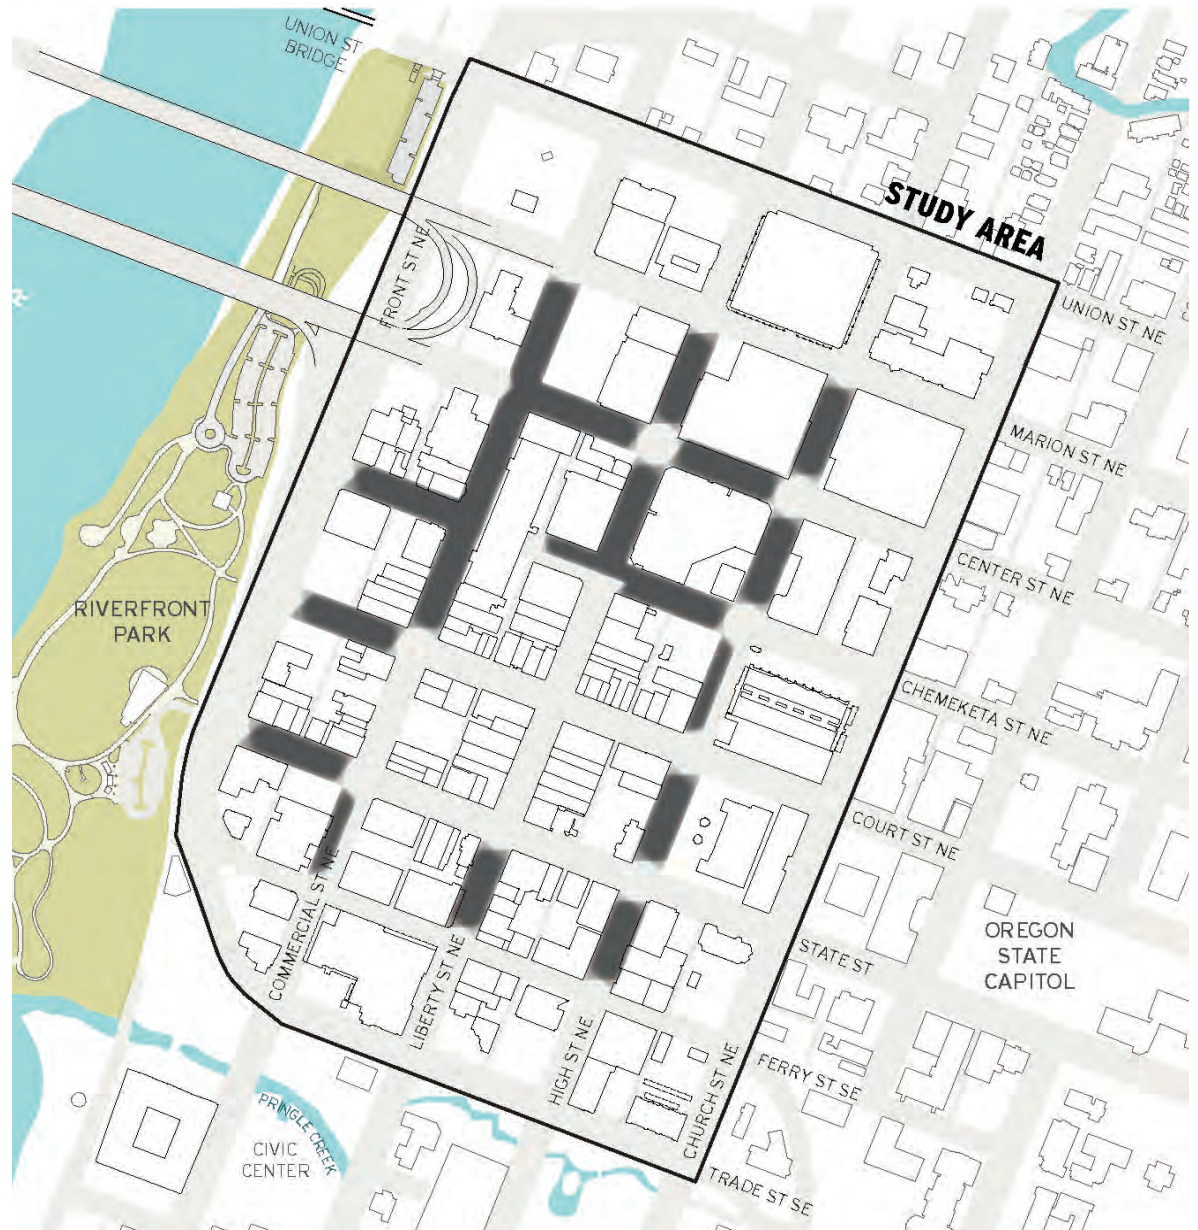 UNION ST
BRIDGE
STUDY AREA
FRONT ST NE
UNION ST NE
MARION ST NE
CENTER ST NE
RIVERFRONT
PARK
CHEMEKETA ST NE
COURT ST NE
COMMERCIAL ST NE
LIBERTY ST NE
HIGH ST NE
CHURCH ST NE
STATE ST
OREGON
STATE
CAPITOL
FERRY ST SE
PRINGLE CREEK
CIVIC
CENTER
TRADE ST SE